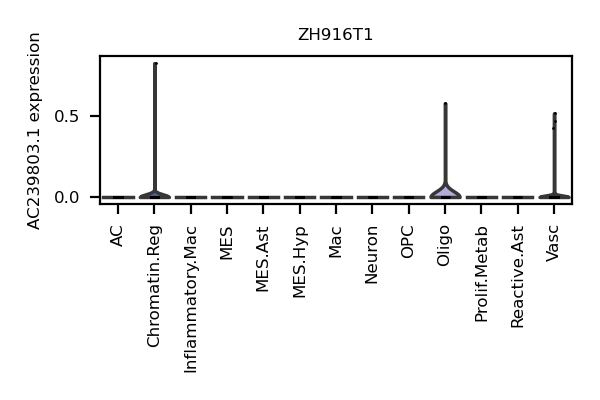 ZH916T1
AC239803.1 expression
0.5
0.0
AC
Chromatin.Reg
Inflammatory.Mac
MES
MES.Ast
MES.Hyp
Mac
Neuron
OPC
Oligo
Prolif.Metab
Reactive.Ast
Vasc